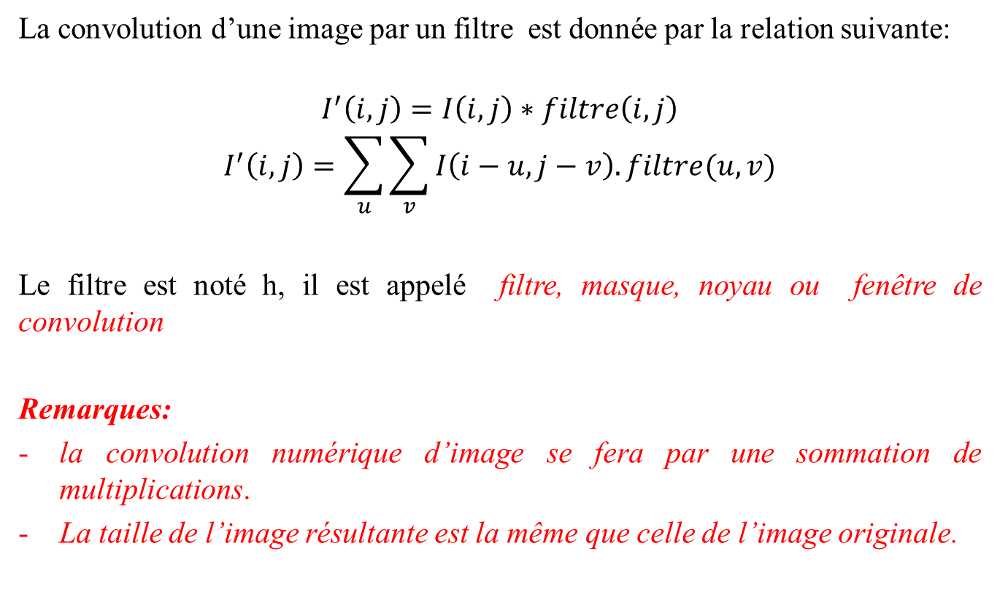 La convolution d’une image par un filtre est donnée par la relation suivante:
I′(i,j) = I(i,j) ∗ filtre(i,j)
I′(i,j) = ∑_u ∑_v I(i − u, j − v). filtre(u, v)
Le filtre est noté h, il est appelé filtre, masque, noyau ou fenêtre de
convolution
Remarques:
- la convolution numérique d’image se fera par une sommation de
multiplications.
- La taille de l’image résultante est la même que celle de l’image originale.